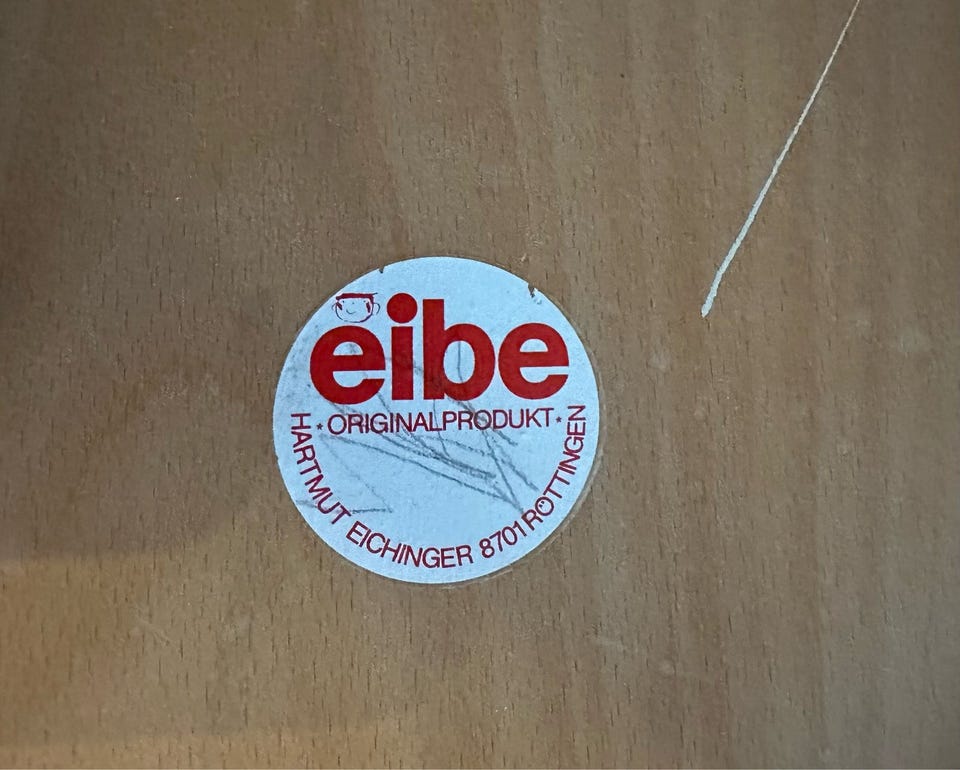 eibe
* ORIGINALPRODUKT *
HARTMUT EICHINGER 8701 RÖTTINGEN